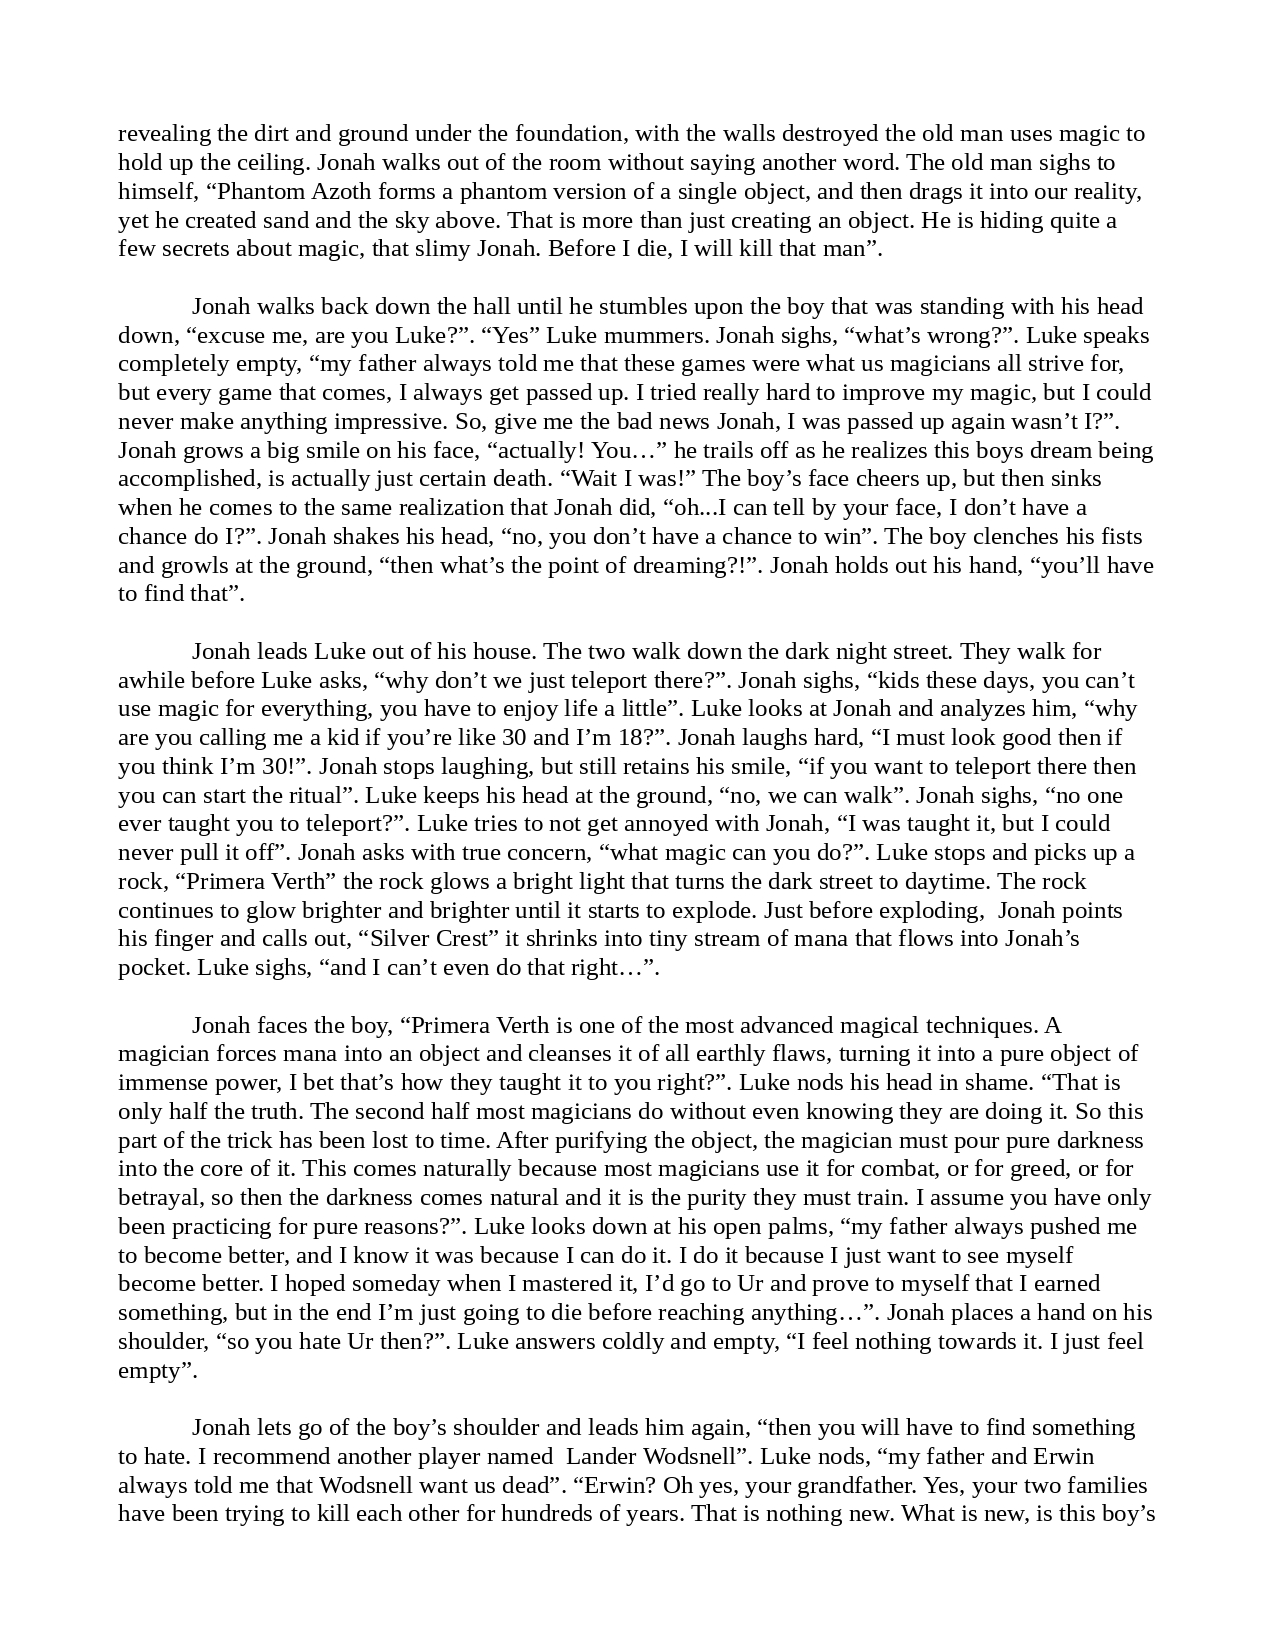 revealing the dirt and ground under the foundation, with the walls destroyed the old man uses magic to
hold up the ceiling. Jonah walks out of the room without saying another word. The old man sighs to
himself, “Phantom Azoth forms a phantom version of a single object, and then drags it into our reality,
yet he created sand and the sky above. That is more than just creating an object. He is hiding quite a
few secrets about magic, that slimy Jonah. Before I die, I will kill that man”.
Jonah walks back down the hall until he stumbles upon the boy that was standing with his head
down, “excuse me, are you Luke?”. “Yes” Luke mummers. Jonah sighs, “what’s wrong?”. Luke speaks
completely empty, “my father always told me that these games were what us magicians all strive for,
but every game that comes, I always get passed up. I tried really hard to improve my magic, but I could
never make anything impressive. So, give me the bad news Jonah, I was passed up again wasn’t I?”.
Jonah grows a big smile on his face, “actually! You…” he trails off as he realizes this boys dream being
accomplished, is actually just certain death. “Wait I was!” The boy’s face cheers up, but then sinks
when he comes to the same realization that Jonah did, “oh...I can tell by your face, I don’t have a
chance do I?”. Jonah shakes his head, “no, you don’t have a chance to win”. The boy clenches his fists
and growls at the ground, “then what’s the point of dreaming?!”. Jonah holds out his hand, “you’ll have
to find that”.
Jonah leads Luke out of his house. The two walk down the dark night street. They walk for
awhile before Luke asks, “why don’t we just teleport there?”. Jonah sighs, “kids these days, you can’t
use magic for everything, you have to enjoy life a little”. Luke looks at Jonah and analyzes him, “why
are you calling me a kid if you’re like 30 and I’m 18?”. Jonah laughs hard, “I must look good then if
you think I’m 30!”. Jonah stops laughing, but still retains his smile, “if you want to teleport there then
you can start the ritual”. Luke keeps his head at the ground, “no, we can walk”. Jonah sighs, “no one
ever taught you to teleport?”. Luke tries to not get annoyed with Jonah, “I was taught it, but I could
never pull it off”. Jonah asks with true concern, “what magic can you do?”. Luke stops and picks up a
rock, “Primera Verth” the rock glows a bright light that turns the dark street to daytime. The rock
continues to glow brighter and brighter until it starts to explode. Just before exploding,  Jonah points
his finger and calls out, “Silver Crest” it shrinks into tiny stream of mana that flows into Jonah’s
pocket. Luke sighs, “and I can’t even do that right…”.
Jonah faces the boy, “Primera Verth is one of the most advanced magical techniques. A
magician forces mana into an object and cleanses it of all earthly flaws, turning it into a pure object of
immense power, I bet that’s how they taught it to you right?”. Luke nods his head in shame. “That is
only half the truth. The second half most magicians do without even knowing they are doing it. So this
part of the trick has been lost to time. After purifying the object, the magician must pour pure darkness
into the core of it. This comes naturally because most magicians use it for combat, or for greed, or for
betrayal, so then the darkness comes natural and it is the purity they must train. I assume you have only
been practicing for pure reasons?”. Luke looks down at his open palms, “my father always pushed me
to become better, and I know it was because I can do it. I do it because I just want to see myself
become better. I hoped someday when I mastered it, I’d go to Ur and prove to myself that I earned
something, but in the end I’m just going to die before reaching anything…”. Jonah places a hand on his
shoulder, “so you hate Ur then?”. Luke answers coldly and empty, “I feel nothing towards it. I just feel
empty”.
Jonah lets go of the boy’s shoulder and leads him again, “then you will have to find something
to hate. I recommend another player named  Lander Wodsnell”. Luke nods, “my father and Erwin
always told me that Wodsnell want us dead”. “Erwin? Oh yes, your grandfather. Yes, your two families
have been trying to kill each other for hundreds of years. That is nothing new. What is new, is this boy’s